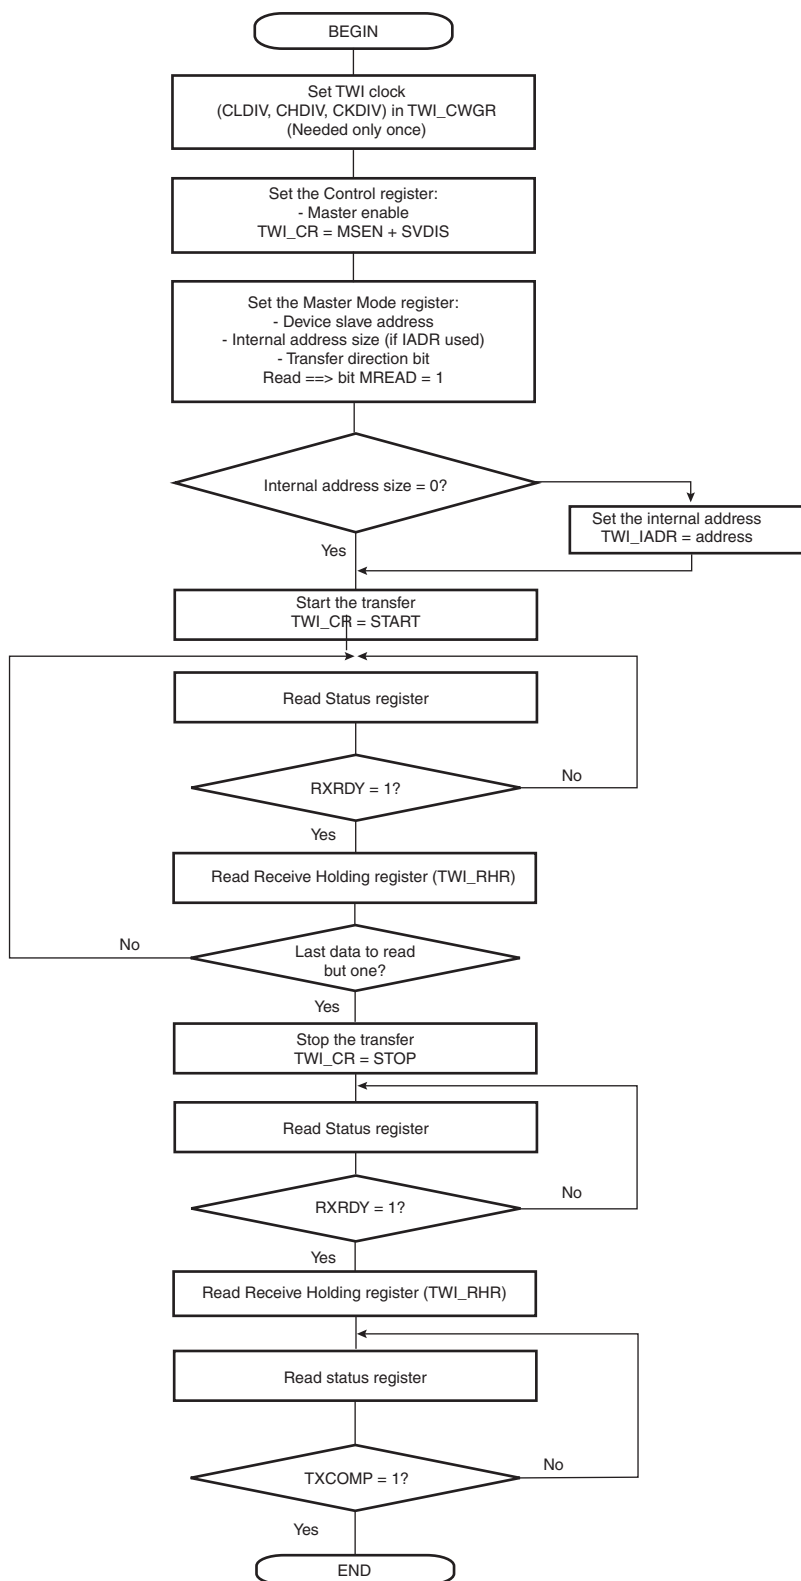 BEGIN
Set TWI clock
(CLDIV, CHDIV, CKDIV) in TWI_CWGR
(Needed only once)
Set the Control register:
- Master enable
TWI_CR = MSEN + SVDIS
Set the Master Mode register:
- Device slave address
- Internal address size (if IADR used)
- Transfer direction bit
Read ==> bit MREAD = 1
Internal address size = 0?
Set the internal address
TWI_IADR = address
Yes
Start the transfer
TWI_CR = START
Read Status register
RXRDY = 1?
No
Yes
Read Receive Holding register (TWI_RHR)
No
Last data to read
but one?
Yes
Stop the transfer
TWI_CR = STOP
Read Status register
No
RXRDY = 1?
Yes
Read Receive Holding register (TWI_RHR)
Read status register
No
TXCOMP = 1?
Yes
END